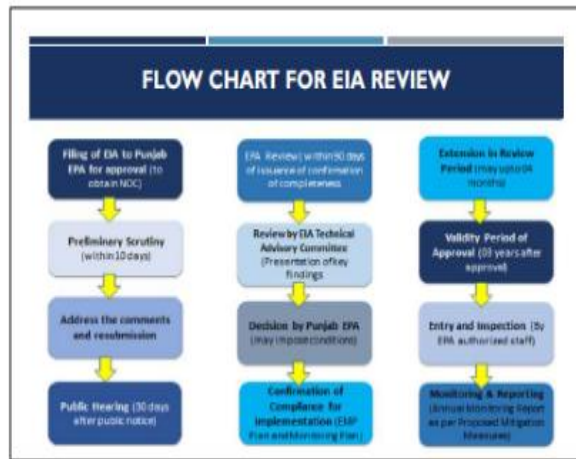 FLOW CHART FOR EIA REVIEW
Filing of EIA to Punjab
EPA for approval (to
obtain NOC)
Preliminary Scrutiny
(within 10 days)
Address the comments
and resubmission
Public Hearing (30 days
after public notice)
EPA Review (within 90 days
of issuance of confirmation
of completeness
Review by EIA Technical
Advisory Committee
(Presentation of key
findings
Decision by Punjab EPA
(may impose conditions)
Confirmation of
Compliance for
Implementation (EMP
Plan and Monitoring Plan)
Extension in Review
Period (may upto 04
months)
Validity Period of
Approval (03 years after
approval)
Entry and Inspection (By
EPA authorized staff)
Monitoring & Reporting
(Annual Monitoring Report
as per Proposed Mitigation
Measures)